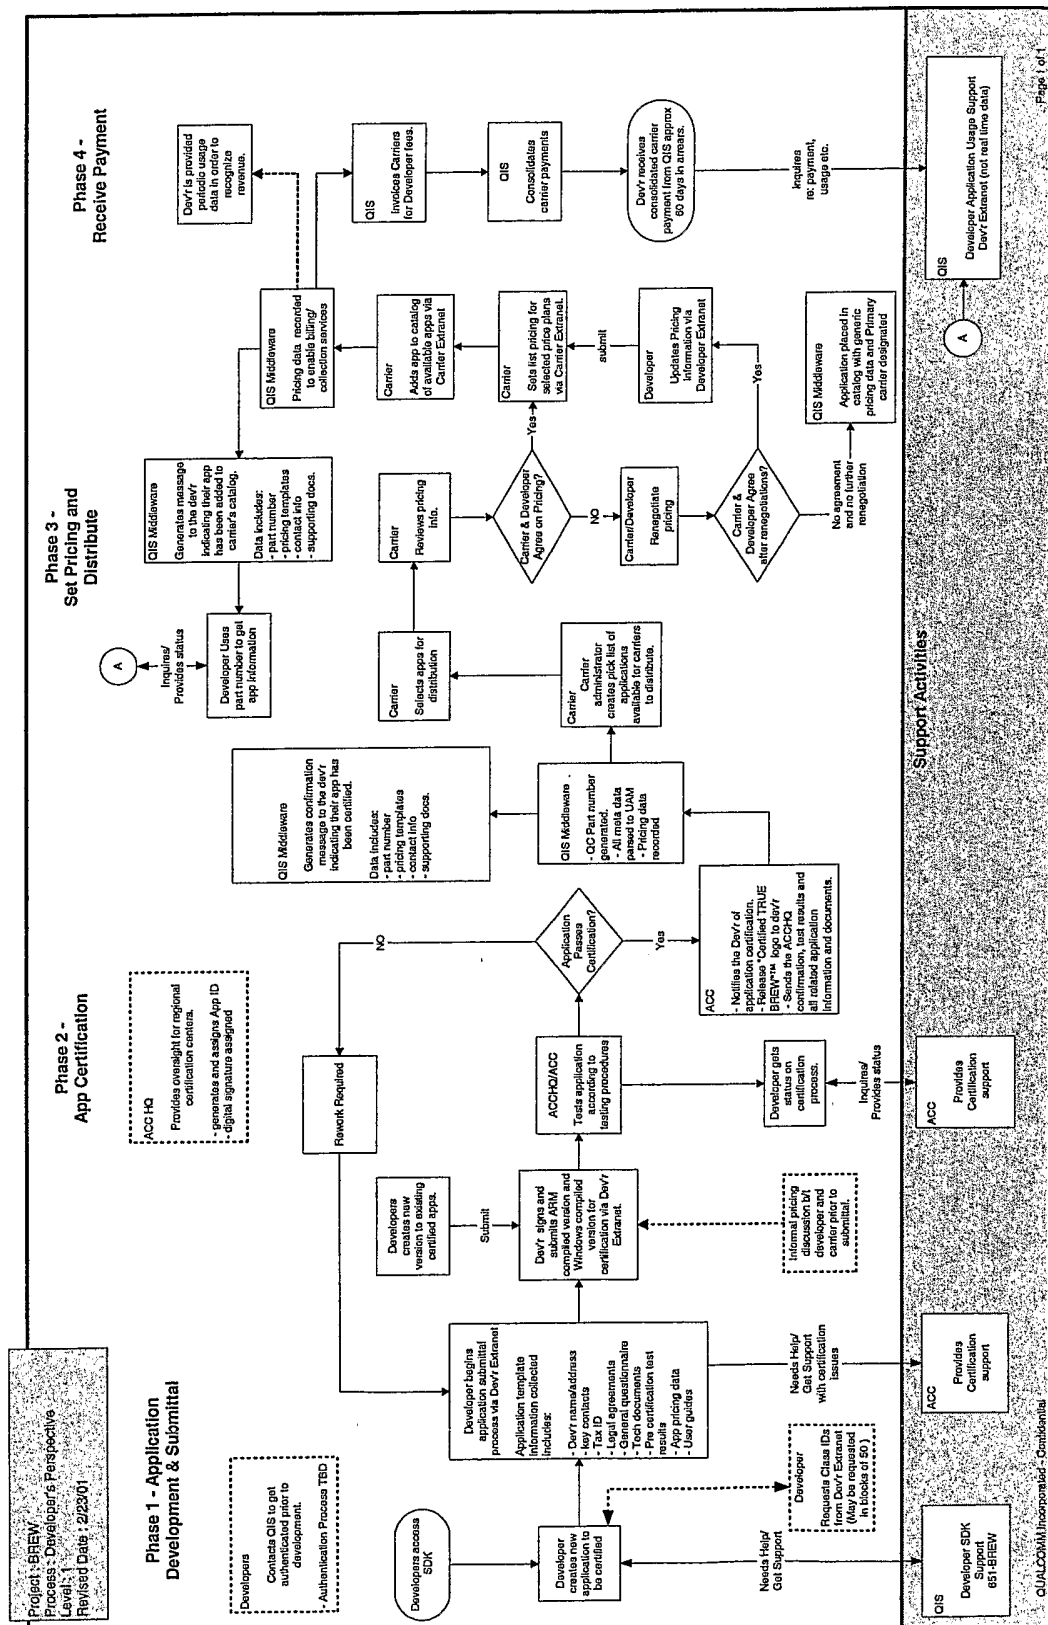 Project : BREW
Process : Developer's Perspective
Level : 1
Revised Date : 2/23/01
Phase 1 - Application
Development & Submittal
Developers
Contacts QIS to get
authenticated prior to
development.
- Authentication Process TBD
Developers access
SDK
Developer
creates new
application to
be certified
Needs Help/
Get Support
Developer
Requests Class IDs
from Dev'r Extranet
(May be requested
in blocks of 50 )
QIS
Developer SDK
Support
651-BREW
Developer begins
application submittal
process via Dev'r Extranet
Application template
Information collected
Includes:
- Dev'r name/address
- key contacts
- Tax ID
- Legal agreements
- General questionnaire
- Tech documents
- Pre certification test
results
- App pricing data
- User guides
Needs Help/
Get Support
with certification
issues
ACC
Provides
Certification
support
Phase 2 -
App Certification
ACC HQ
Provides oversight for regional
certification centers.
- generates and assigns App ID
- digital signature assigned
Rework Required
NO
Developers
creates new
version to existing
certified apps.
Submit
Dev'r signs and
submits ARM
compiled version and
Windows compiled
version for
certification via Dev'r
Extranet.
Informal pricing
discussion b/t
developer and
carrier prior to
submittal.
ACCHQ/ACC
Tests application
according to
testing procedures
Developer gets
status on
certification
process.
Inquires/
Provides status
ACC
Provides
Certification
support
Application
Passes
Certification?
Yes
ACC
- Notifies the Dev'r of
application certification.
- Release "Certified TRUE
BREW"™ logo to dev'r
- Sends the ACCHQ
confirmation, test results and
all related application
information and documents.
QIS Middleware
Generates confirmation
message to the dev'r
indicating their app has
been certified.
Data Includes:
- part number
- pricing templates
- contact info
- supporting docs.
QIS Middleware .
- QC Part number
generated.
- All meta data
parsed to UAM
- Pricing data
recorded
Phase 3 -
Set Pricing and
Distribute
A
Inquires/
Provides status
Developer Uses
part number to get
app Information
QIS Middleware
Generates message
to the dev'r
indicating their app
has been added to
carrier's catalog.
Data includes:
- part number
- pricing templates
- contact info
- supporting docs.
Carrier
Carrier
administrator
creates pick list of
applications
available for carriers
to distribute.
Carrier
Selects apps for
distribution
Carrier
Reviews pricing
info.
Carrier & Developer
Agree on Pricing?
Yes
NO
Carrier/Developer
Renegotiate
pricing
Carrier &
Developer Agree
after renegotiations?
Yes
No agreement
and no further
renegotiation
QIS Middleware
Application placed in
catalog with generic
pricing data and Primary
carrier designated
Developer
Updates Pricing
Information via
Developer Extranet
submit
Carrier
Sets list pricing for
selected price plans
via Carrier Extranet.
Carrier
Adds app to catalog
of available apps via
Carrier Extranet
QIS Middleware
Pricing data recorded
to enable billing/
collection services
Phase 4 -
Receive Payment
Dev'r is provided
periodic usage
data in order to
recognize
revenue.
QIS
Invoices Carriers
for Developer fees.
QIS
Consolidates
carrier payments
Dev'r receives
consolidated carrier
payment from QIS approx
60 days in arrears.
Inquires
re: payment,
usage etc.
Support Activities
A
QIS
Developer Application Usage Support
Dev'r Extranet (not real time data)
QUALCOMM Incorporated - Confidential
Page 1 of 1